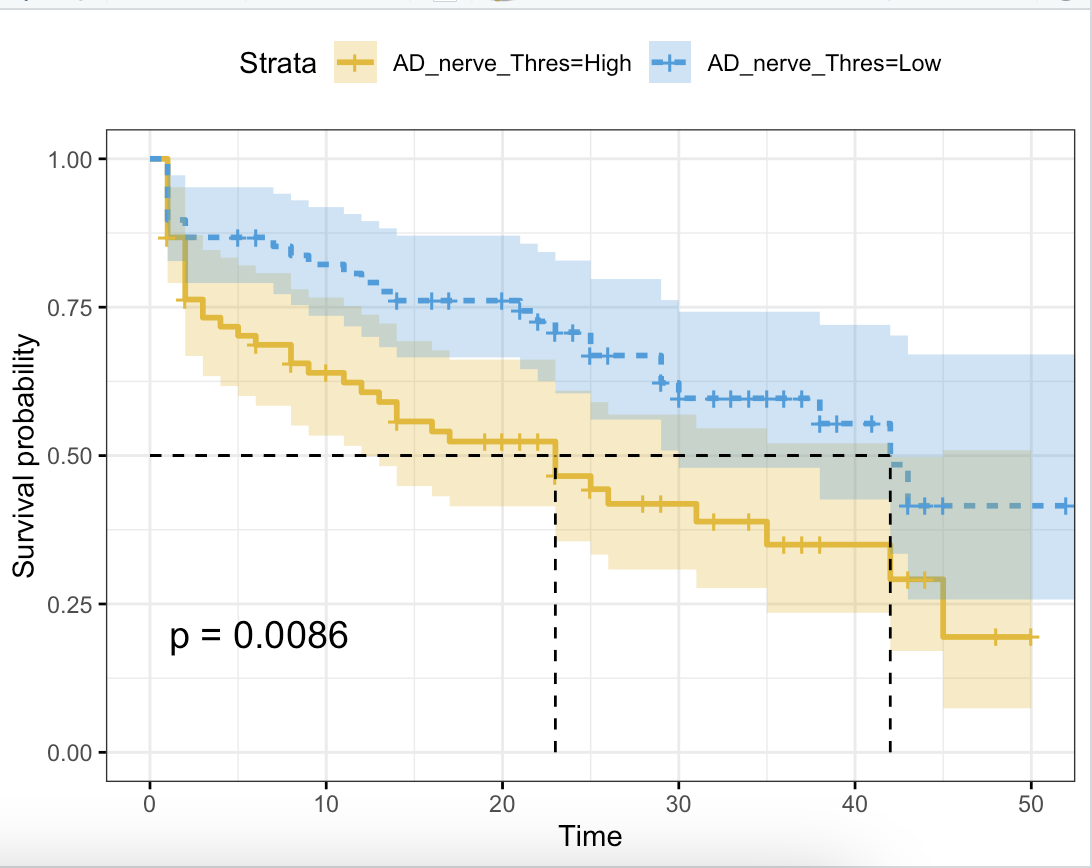 Strata AD_nerve_Thres=High AD_nerve_Thres=Low
Survival probability
1.00
0.75
0.50
0.25
0.00
p = 0.0086
0 10 20 30 40 50
Time